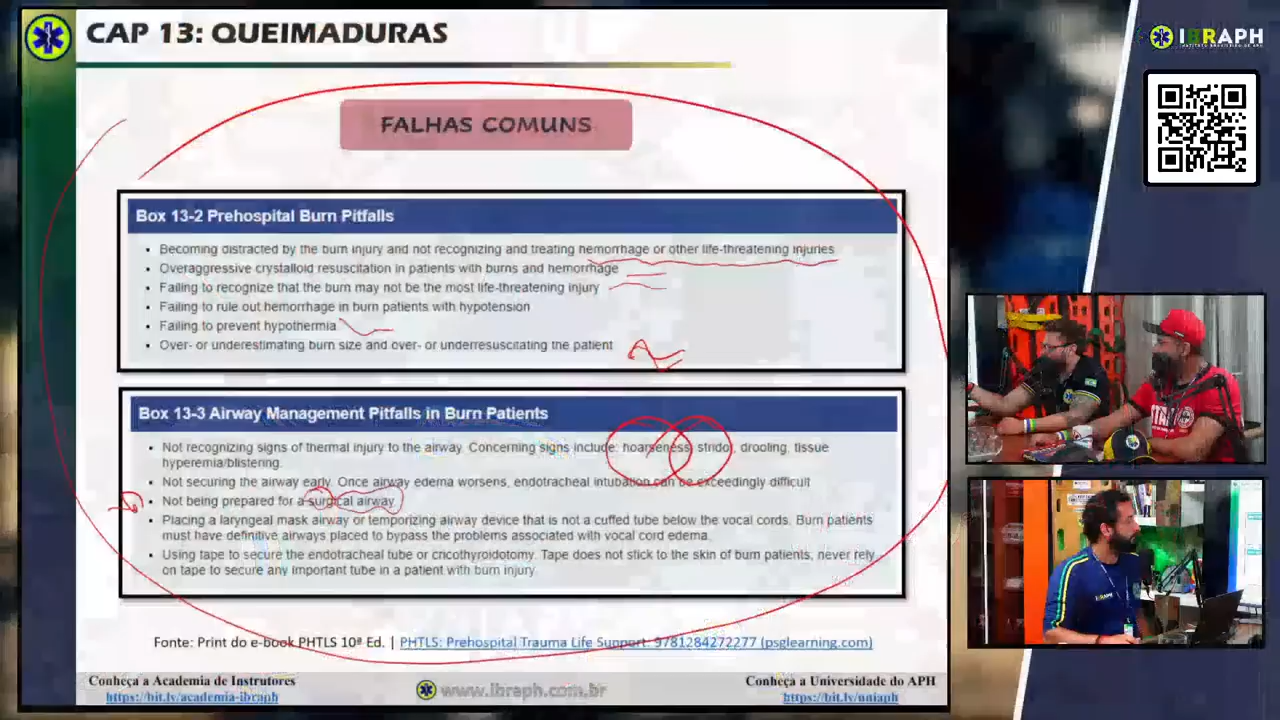 CAP 13: QUEIMADURAS
IBRAPH
FALHAS COMUNS
Box 13-2 Prehospital Burn Pitfalls
• Becoming distracted by the burn injury and not recognizing and treating hemorrhage or other life-threatening injuries
• Overaggressive crystalloid resuscitation in patients with burns and hemorrhage
• Failing to recognize that the burn may not be the most life-threatening injury
• Failing to rule out hemorrhage in burn patients with hypotension
• Failing to prevent hypothermia
• Over- or underestimating burn size and over- or underresuscitating the patient
Box 13-3 Airway Management Pitfalls in Burn Patients
• Not recognizing signs of thermal injury to the airway. Concerning signs include: hoarseness, stridor, drooling, tissue
hyperemia/blistering.
• Not securing the airway early. Once airway edema worsens, endotracheal intubation can be exceedingly difficult
• Not being prepared for a surgical airway.
• Placing a laryngeal mask airway or temporizing airway device that is not a cuffed tube below the vocal cords. Burn patients
must have definitive airways placed to bypass the problems associated with vocal cord edema.
• Using tape to secure the endotracheal tube or cricothyroidotomy. Tape does not stick to the skin of burn patients, never rely
on tape to secure any important tube in a patient with burn injury.
Fonte: Print do e-book PHTLS 10ª Ed. | PHTLS: Prehospital Trauma Life Support: 9781284272277 (psglearning.com)
Conheça a Academia de Instrutores
https://bit.ly/academia-ibraph
www.ibraph.com.br
Conheça a Universidade do APH
https://bit.ly/uniaph
IBRAPH